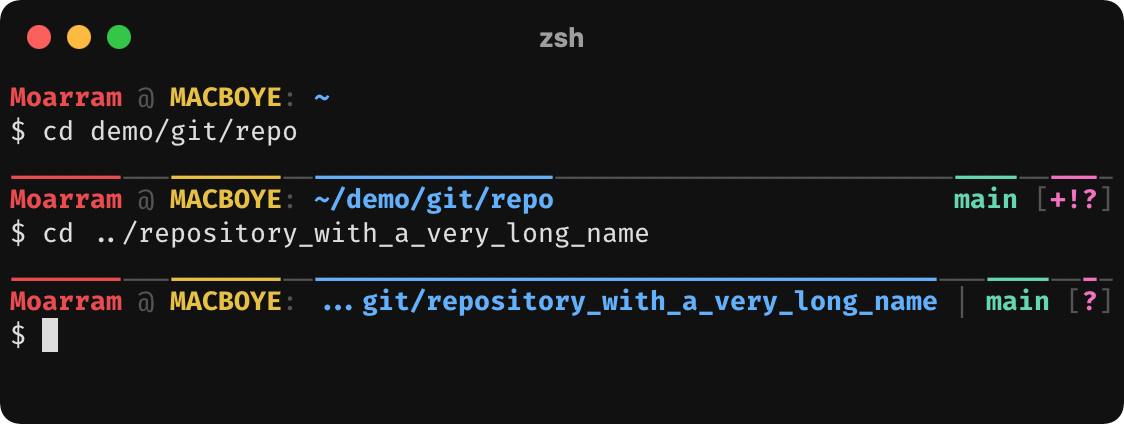 zsh
Moarram @ MACBOYE: ~
$ cd demo/git/repo
Moarram @ MACBOYE: ~/demo/git/repo main [+!?]
$ cd ../repository_with_a_very_long_name
Moarram @ MACBOYE: ...git/repository_with_a_very_long_name | main [?]
$